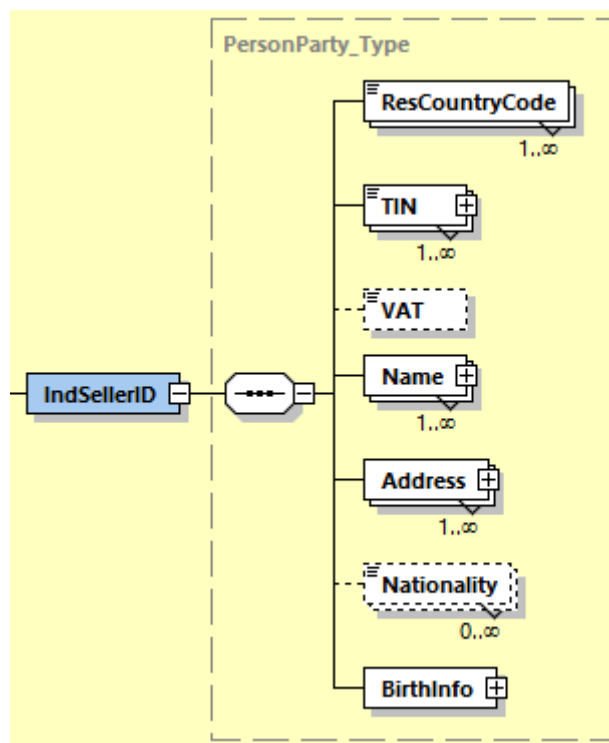 PersonParty_Type
ResCountryCode
1..∞
TIN
1..∞
VAT
IndSellerID
Name
1..∞
Address
1..∞
Nationality
0..∞
BirthInfo